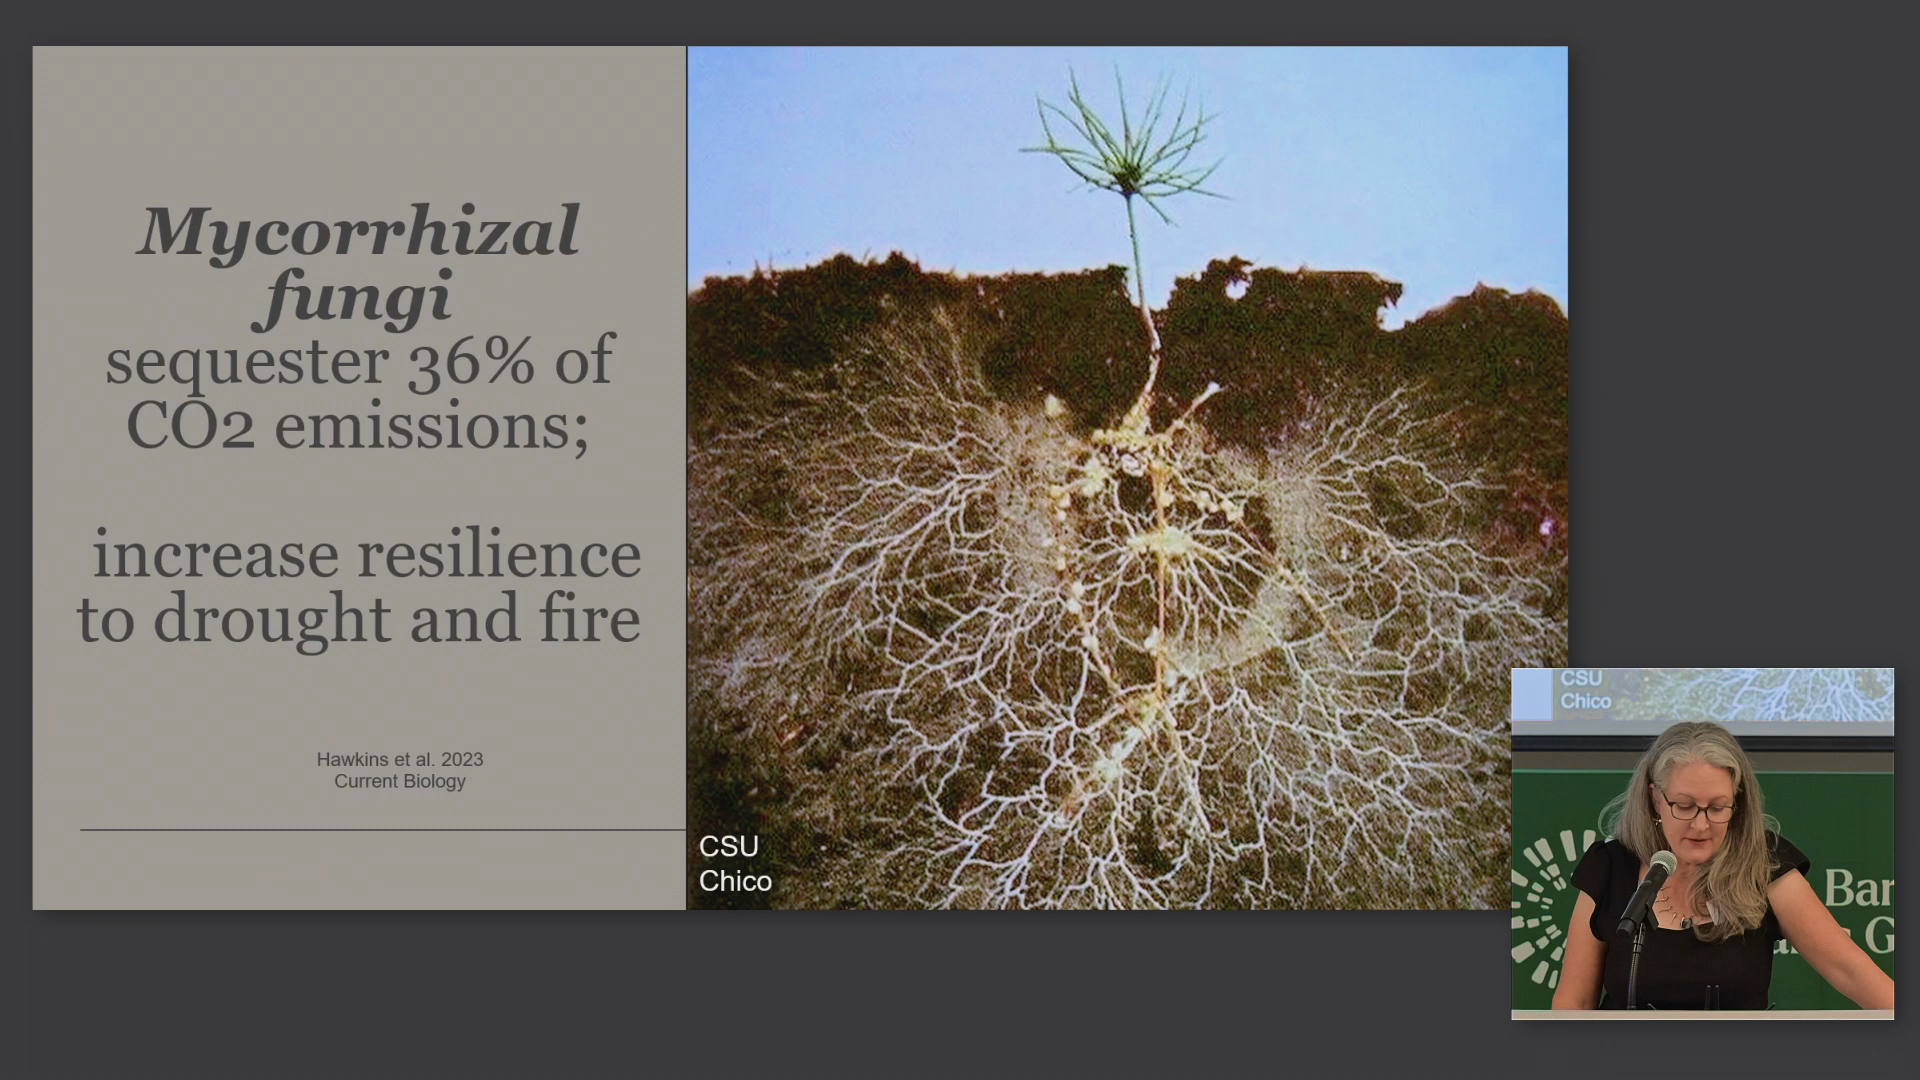 Mycorrhizal
fungi
sequester 36% of
CO2 emissions;
increase resilience
to drought and fire
Hawkins et al. 2023
Current Biology
CSU
Chico
CSU
Chico